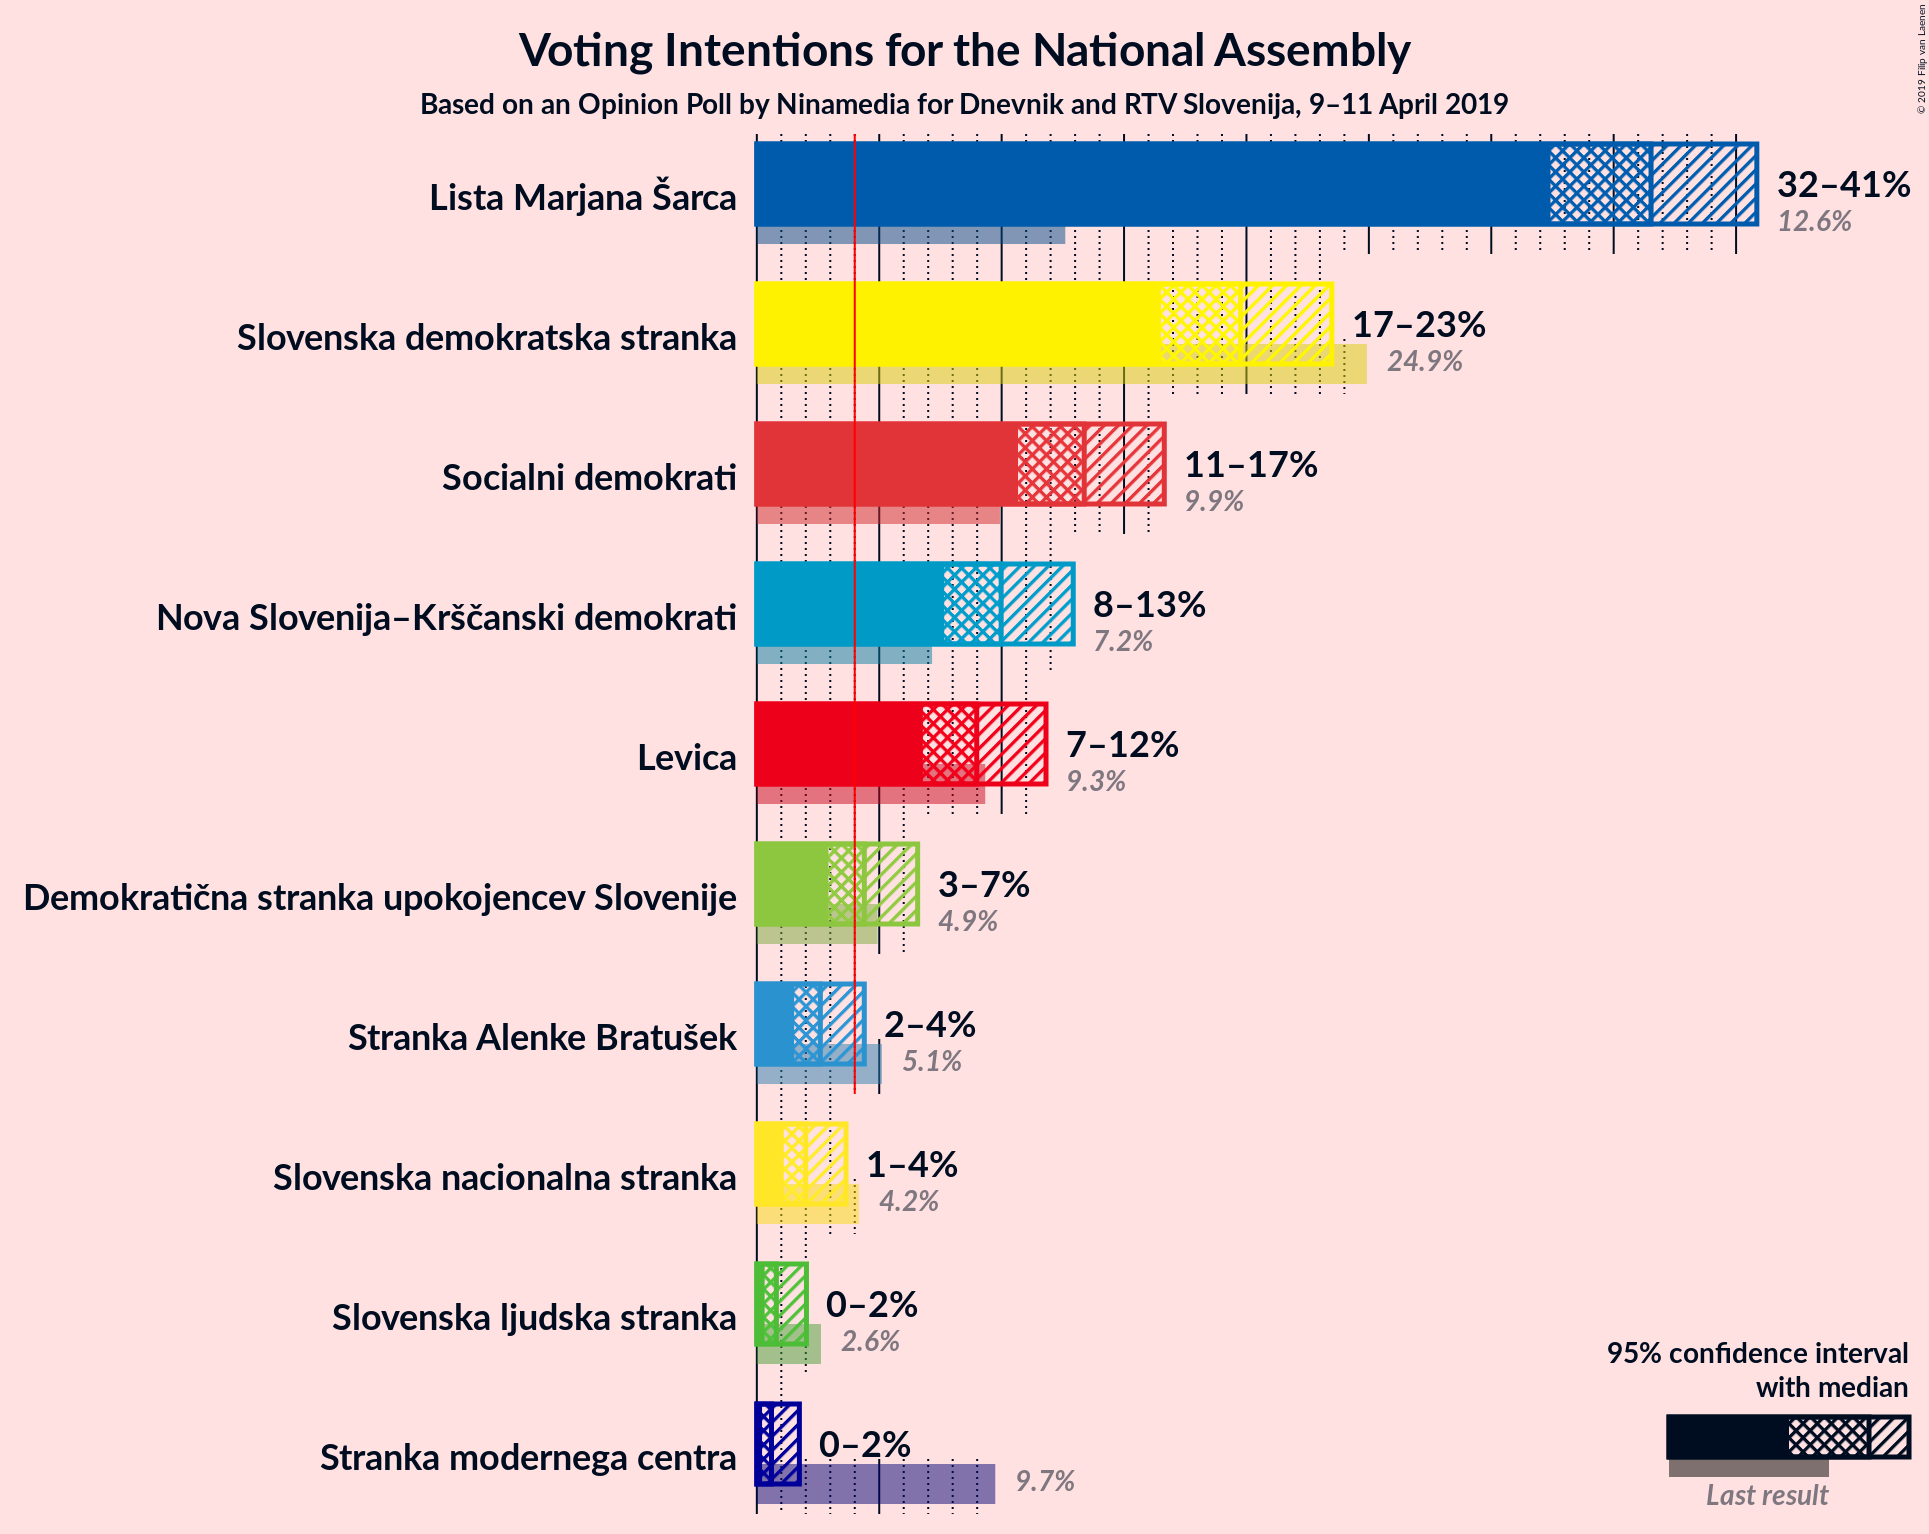 Voting Intentions for the National Assembly
Based on an Opinion Poll by Ninamedia for Dnevnik and RTV Slovenija, 9–11 April 2019
© 2019 Filip van Laenen
Lista Marjana Šarca
32–41%
12.6%
Slovenska demokratska stranka
17–23%
24.9%
Socialni demokrati
11–17%
9.9%
Nova Slovenija–Krščanski demokrati
8–13%
7.2%
Levica
7–12%
9.3%
Demokratična stranka upokojencev Slovenije
3–7%
4.9%
Stranka Alenke Bratušek
2–4%
5.1%
Slovenska nacionalna stranka
1–4%
4.2%
Slovenska ljudska stranka
0–2%
2.6%
Stranka modernega centra
0–2%
9.7%
95% confidence interval
with median
Last result